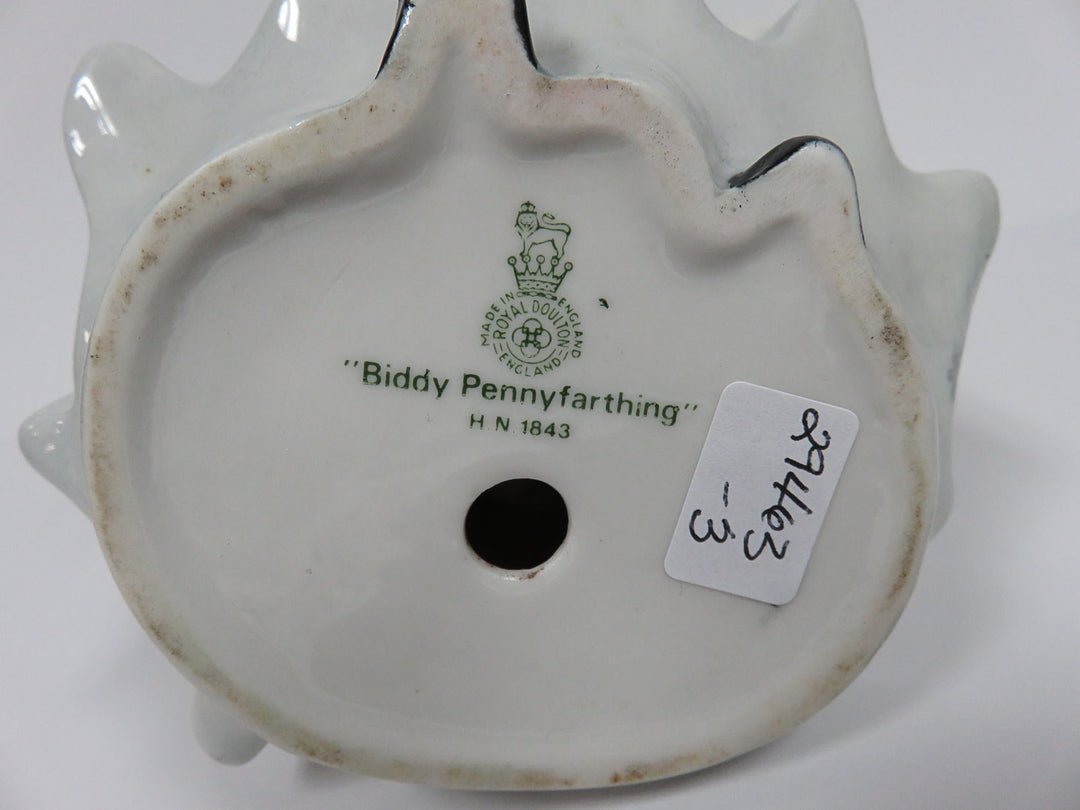 MADE IN ENGLAND
ROYAL DOULTON
ENGLAND
"Biddy Pennyfarthing"
H.N.1843
29463
-3